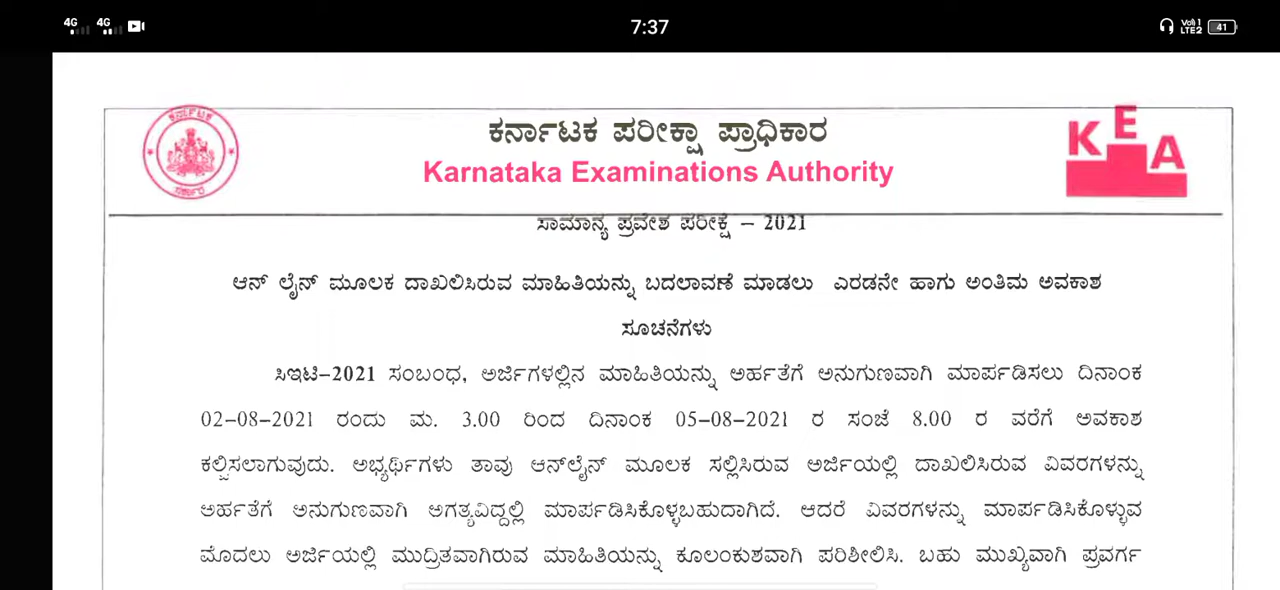 4G 4G 7:37 Vo)) 1 LTE2 41
ಕರ್ನಾಟಕ
ಸರ್ಕಾರ
ಕರ್ನಾಟಕ ಪರೀಕ್ಷಾ ಪ್ರಾಧಿಕಾರ
Karnataka Examinations Authority
KEA
ಸಾಮಾನ್ಯ ಪ್ರವೇಶ ಪರೀಕ್ಷೆ – 2021
ಆನ್ ಲೈನ್ ಮೂಲಕ ದಾಖಲಿಸಿರುವ ಮಾಹಿತಿಯನ್ನು ಬದಲಾವಣೆ ಮಾಡಲು ಎರಡನೇ ಹಾಗು ಅಂತಿಮ ಅವಕಾಶ
ಸೂಚನೆಗಳು
ಸಿಇಟಿ–2021 ಸಂಬಂಧ, ಅರ್ಜಿಗಳಲ್ಲಿನ ಮಾಹಿತಿಯನ್ನು ಅರ್ಹತೆಗೆ ಅನುಗುಣವಾಗಿ ಮಾರ್ಪಡಿಸಲು ದಿನಾಂಕ
02–08–2021 ರಂದು ಮ. 3.00 ರಿಂದ ದಿನಾಂಕ 05–08–2021 ರ ಸಂಜೆ 8.00 ರ ವರೆಗೆ ಅವಕಾಶ
ಕಲ್ಪಿಸಲಾಗುವುದು. ಅಭ್ಯರ್ಥಿಗಳು ತಾವು ಆನ್‌ಲೈನ್ ಮೂಲಕ ಸಲ್ಲಿಸಿರುವ ಅರ್ಜಿಯಲ್ಲಿ ದಾಖಲಿಸಿರುವ ವಿವರಗಳನ್ನು
ಅರ್ಹತೆಗೆ ಅನುಗುಣವಾಗಿ ಅಗತ್ಯವಿದ್ದಲ್ಲಿ ಮಾರ್ಪಡಿಸಿಕೊಳ್ಳಬಹುದಾಗಿದೆ. ಆದರೆ ವಿವರಗಳನ್ನು ಮಾರ್ಪಡಿಸಿಕೊಳ್ಳುವ
ಮೊದಲು ಅರ್ಜಿಯಲ್ಲಿ ಮುದ್ರಿತವಾಗಿರುವ ಮಾಹಿತಿಯನ್ನು ಕೂಲಂಕುಶವಾಗಿ ಪರಿಶೀಲಿಸಿ. ಬಹು ಮುಖ್ಯವಾಗಿ ಪ್ರವರ್ಗ